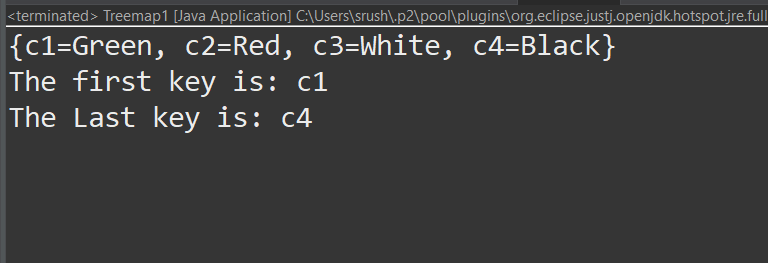 <terminated> Treemap1 [Java Application] C:\Users\srush\.p2\pool\plugins\org.eclipse.justj.openjdk.hotspot.jre.full
{c1=Green, c2=Red, c3=White, c4=Black}
The first key is: c1
The Last key is: c4